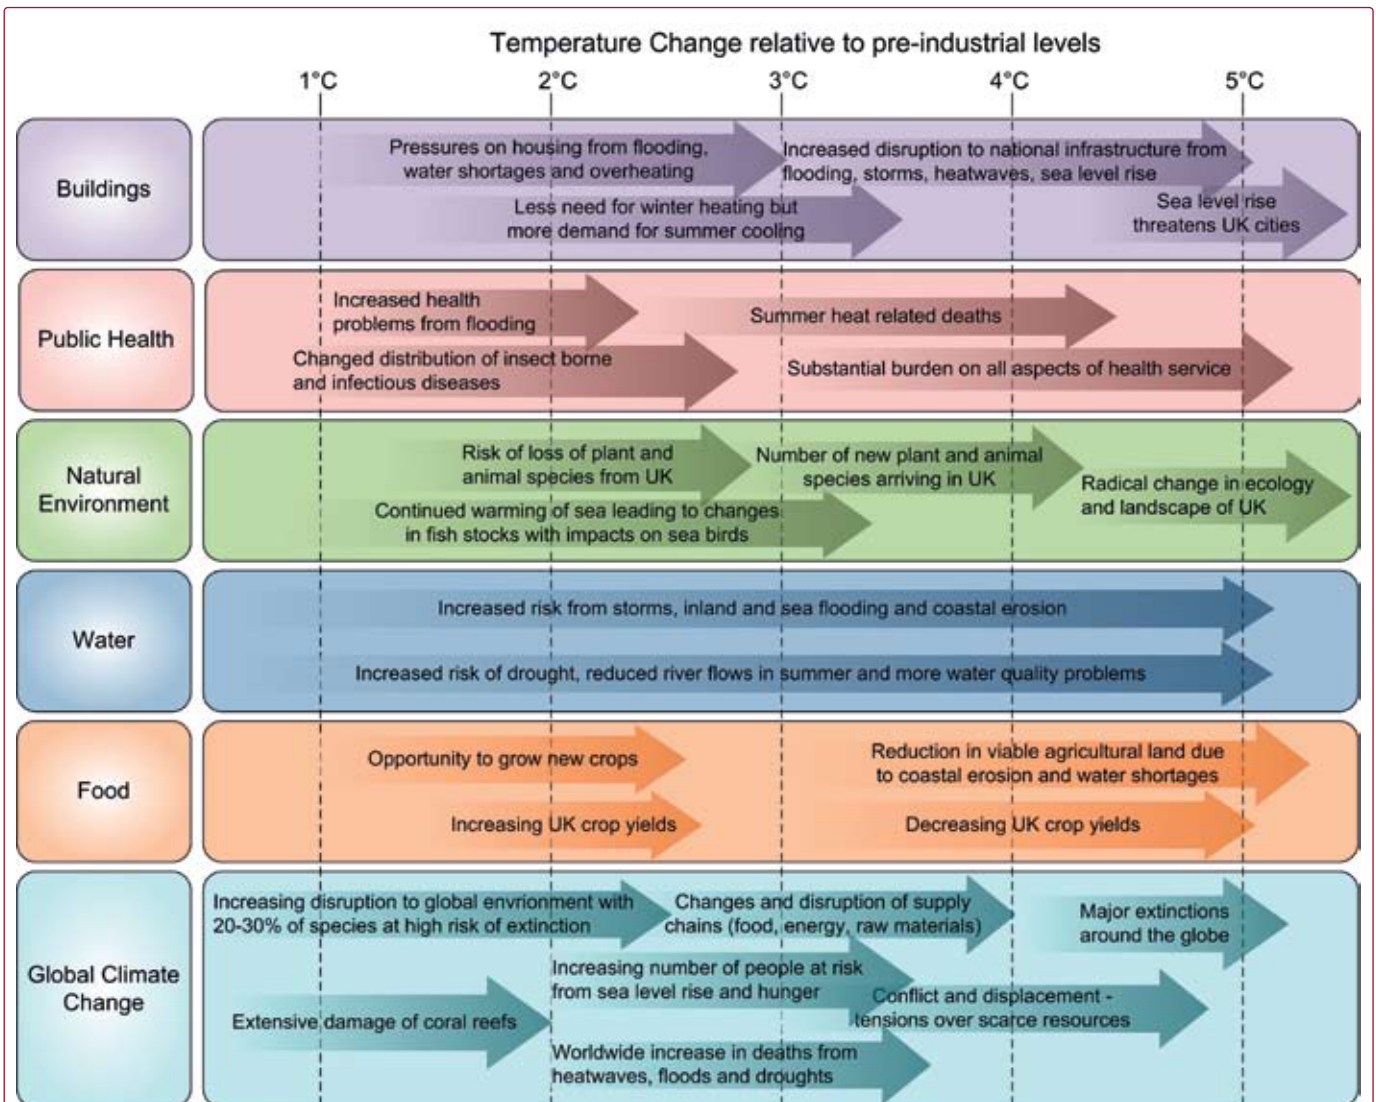 Temperature Change relative to pre-industrial levels
1°C 2°C 3°C 4°C 5°C
Buildings
Pressures on housing from flooding,
water shortages and overheating
Increased disruption to national infrastructure from
flooding, storms, heatwaves, sea level rise
Less need for winter heating but
more demand for summer cooling
Sea level rise
threatens UK cities
Public Health
Increased health
problems from flooding
Summer heat related deaths
Changed distribution of insect borne
and infectious diseases
Substantial burden on all aspects of health service
Natural
Environment
Risk of loss of plant and
animal species from UK
Number of new plant and animal
species arriving in UK
Radical change in ecology
and landscape of UK
Continued warming of sea leading to changes
in fish stocks with impacts on sea birds
Water
Increased risk from storms, inland and sea flooding and coastal erosion
Increased risk of drought, reduced river flows in summer and more water quality problems
Food
Opportunity to grow new crops
Reduction in viable agricultural land due
to coastal erosion and water shortages
Increasing UK crop yields
Decreasing UK crop yields
Global Climate
Change
Increasing disruption to global envrionment with
20-30% of species at high risk of extinction
Changes and disruption of supply
chains (food, energy, raw materials)
Major extinctions
around the globe
Increasing number of people at risk
from sea level rise and hunger
Conflict and displacement -
tensions over scarce resources
Extensive damage of coral reefs
Worldwide increase in deaths from
heatwaves, floods and droughts